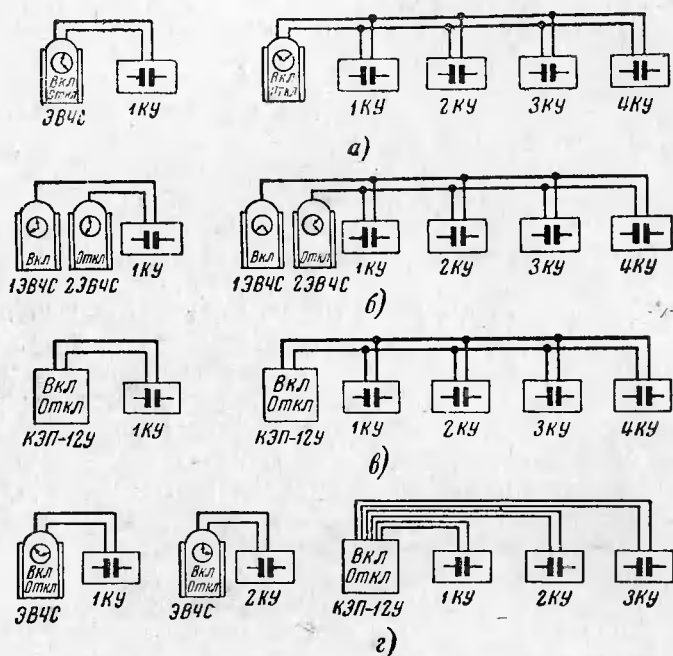 Вкл Откл
ЭВЧС 1КУ
Вкл Откл
1КУ 2КУ 3КУ 4КУ
а)
Вкл Откл
1ЭВЧС 2ЭВЧС 1КУ
Вкл Откл
1ЭВЧС 2ЭВЧС 1КУ 2КУ 3КУ 4КУ
б)
Вкл
Откл
КЭП-12У 1КУ
Вкл
Откл
КЭП-12У 1КУ 2КУ 3КУ 4КУ
в)
Вкл
Откл
ЭВЧС 1КУ
Вкл
Откл
ЭВЧС 2КУ
Вкл
Откл
КЭП-12У 1КУ 2КУ 3КУ
г)